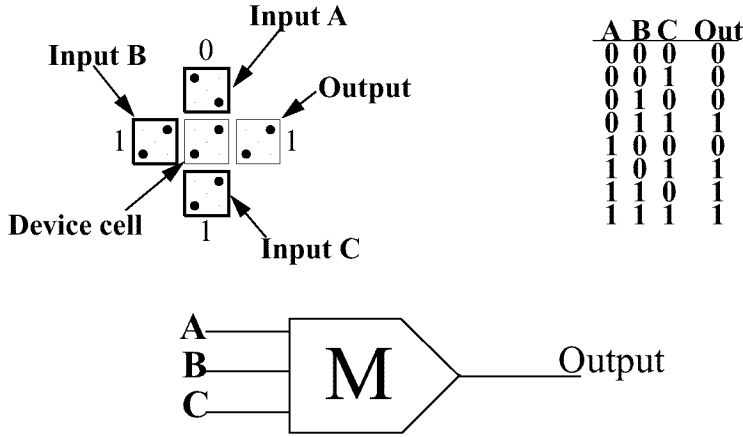 Input A
Input B
0
Output
1
1
Device cell
1
Input C
A B C Out
0 0 0 0
0 0 1 0
0 1 0 0
0 1 1 1
1 0 0 0
1 0 1 1
1 1 0 1
1 1 1 1
A
B
C
M
Output